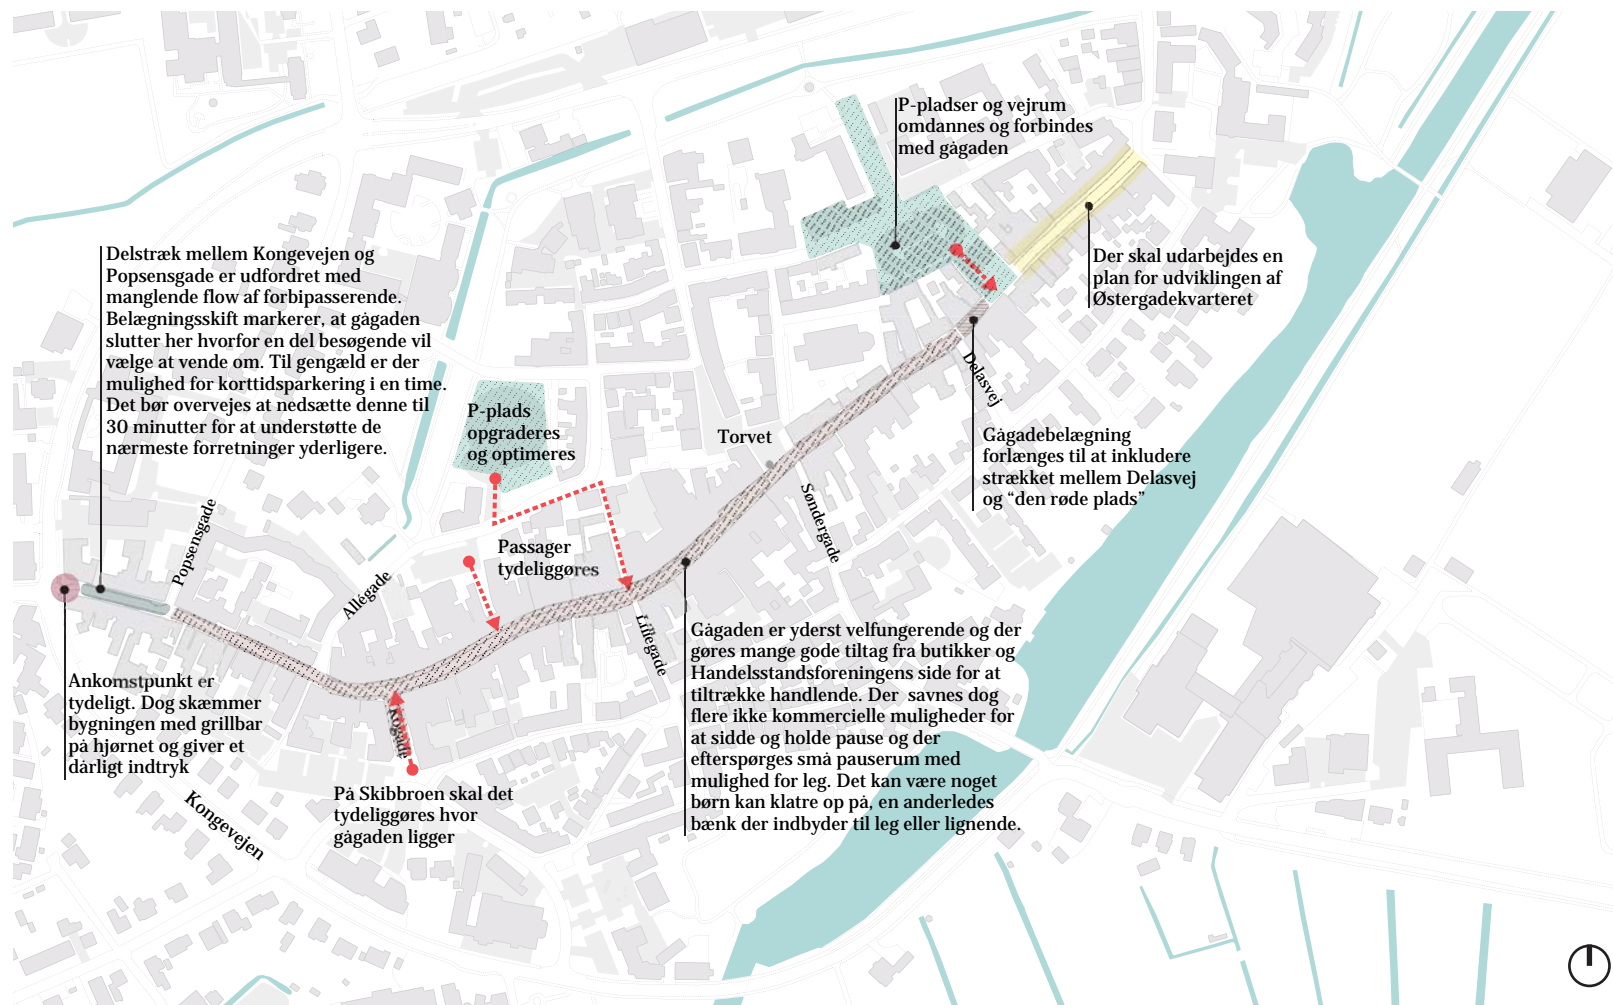 P-pladser og vejrum
omdannes og forbindes
med gågaden
Delstræk mellem Kongevejen og
Popsensgade er udfordret med
manglende flow af forbipasserende.
Belægningsskift markerer, at gågaden
slutter her hvorfor en del besøgende vil
vælge at vende om. Til gengæld er der
mulighed for korttidsparkering i en time.
Det bør overvejes at nedsætte denne til
30 minutter for at understøtte de
nærmeste forretninger yderligere.
Der skal udarbejdes en
plan for udviklingen af
Østergadekvarteret
P-plads
opgraderes
og optimeres
Torvet
Delasvej
Gågadebelægning
forlænges til at inkludere
strækket mellem Delasvej
og “den røde plads”
Søndergade
Popsensgade
Allégade
Passager
tydeliggøres
Lillegade
Gågaden er yderst velfungerende og der
gøres mange gode tiltag fra butikker og
Handelsstandsforeningens side for at
tiltrække handlende. Der  savnes dog
flere ikke kommercielle muligheder for
at sidde og holde pause og der
efterspørges små pauserum med
mulighed for leg. Det kan være noget
børn kan klatre op på, en anderledes
bænk der indbyder til leg eller lignende.
Ankomstpunkt er
tydeligt. Dog skæmmer
bygningen med grillbar
på hjørnet og giver et
dårligt indtryk
Kogade
På Skibbroen skal det
tydeliggøres hvor
gågaden ligger
Kongevejen